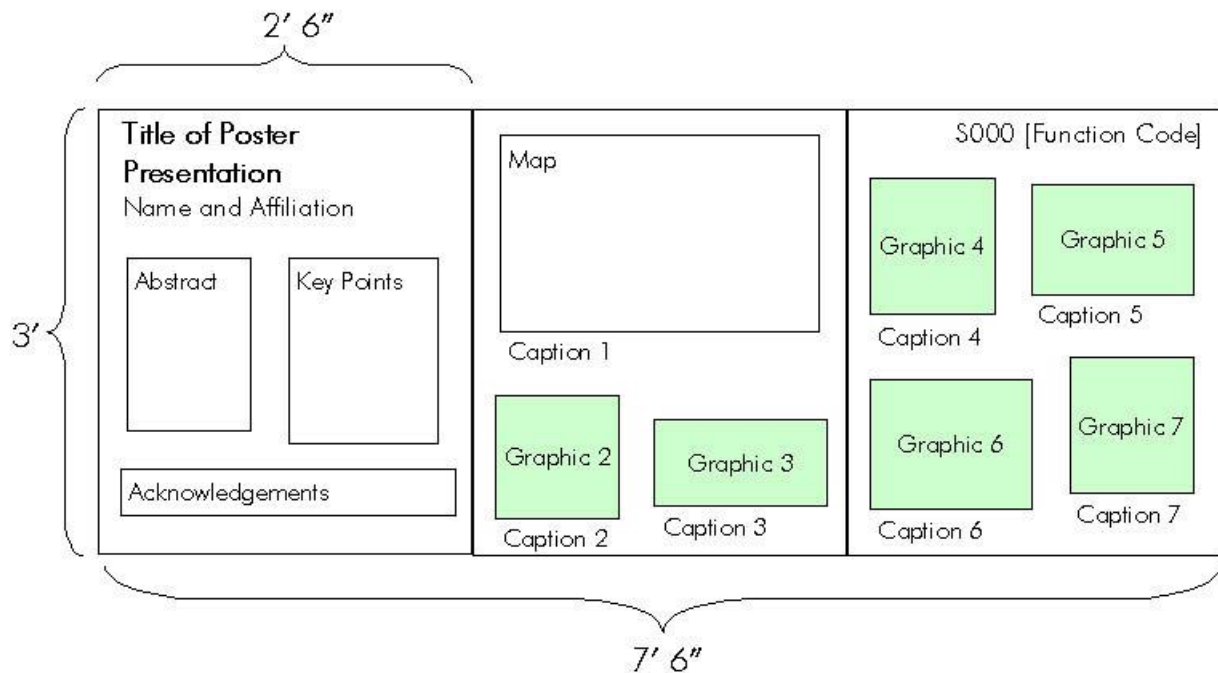 2′ 6″
3′
Title of Poster
Presentation
Name and Affiliation
Abstract
Key Points
Acknowledgements
Map
Caption 1
Graphic 2
Caption 2
Graphic 3
Caption 3
S000 [Function Code]
Graphic 4
Caption 4
Graphic 5
Caption 5
Graphic 6
Caption 6
Graphic 7
Caption 7
7′ 6″